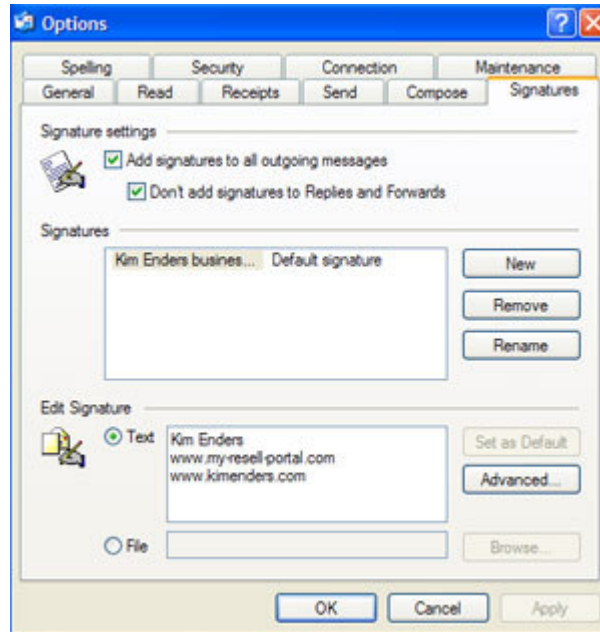 Options
Spelling Security Connection Maintenance
General Read Receipts Send Compose Signatures
Signature settings
Add signatures to all outgoing messages
Don't add signatures to Replies and Forwards
Signatures
Kim Enders busines... Default signature
New
Remove
Rename
Edit Signature
Text
Kim Enders
www.my-resell-portal.com
www.kimenders.com
Set as Default
Advanced...
File
Browse...
OK Cancel Apply